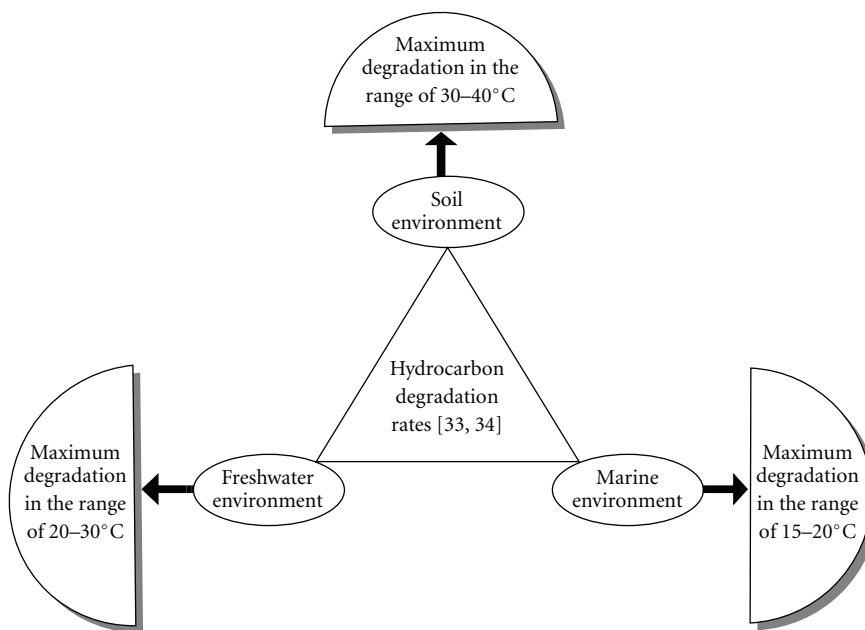 Maximum
degradation in the
range of 30–40°C
Soil
environment
Hydrocarbon
degradation
rates [33, 34]
Maximum
degradation
in the range
of 20–30°C
Freshwater
environment
Marine
environment
Maximum
degradation
in the range
of 15–20°C